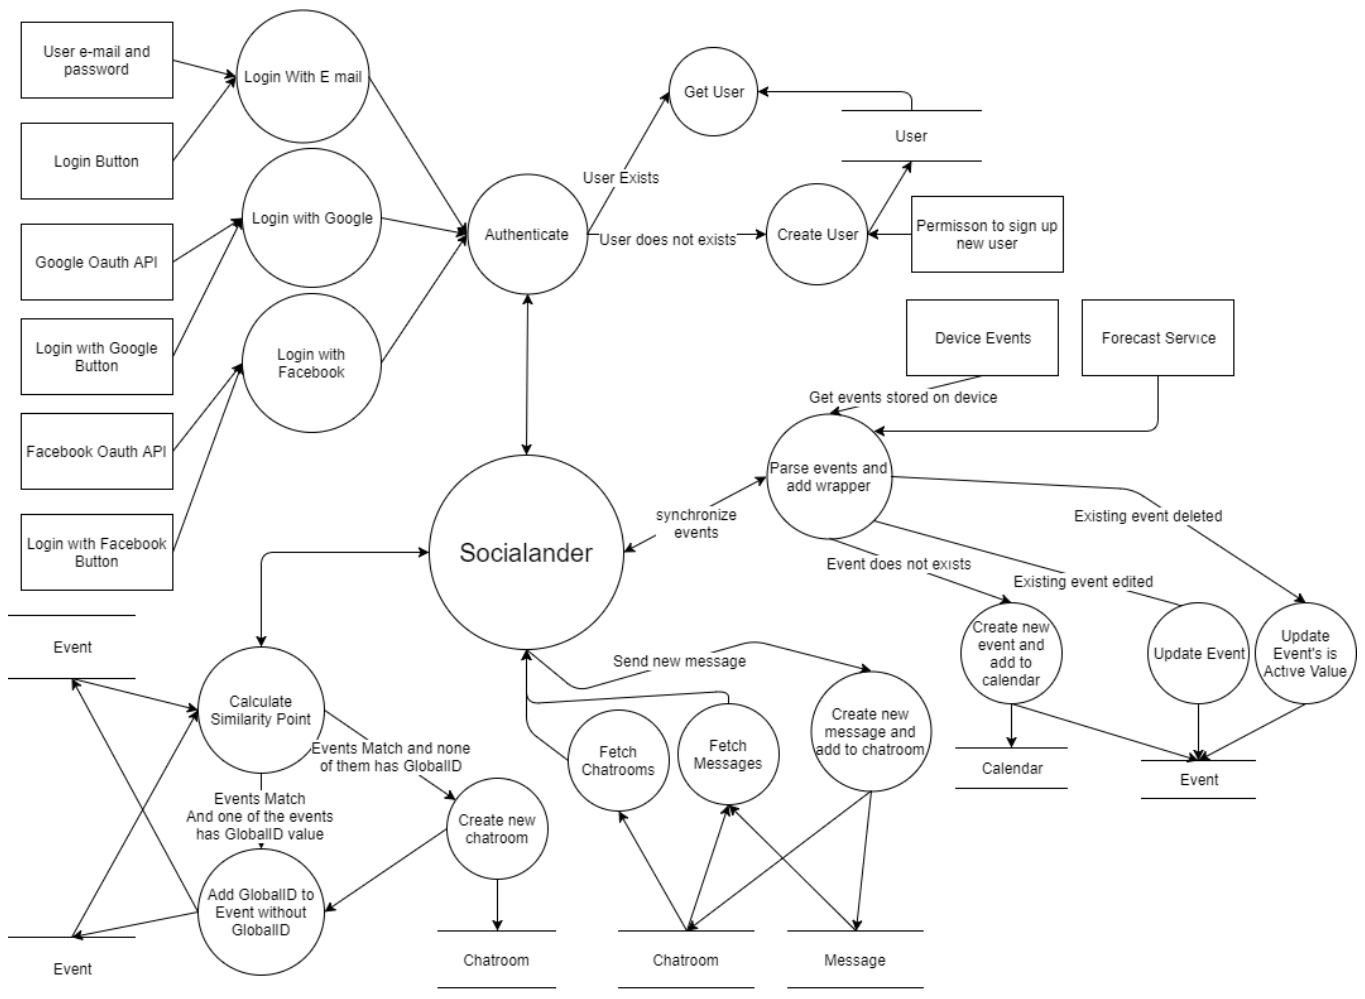 User e-mail and
password
Login With E mail
Get User
User
Login Button
User Exists
Login with Google
Authenticate
User does not exists
Create User
Permisson to sign up
new user
Google Oauth API
Login with Google
Button
Login with
Facebook
Device Events
Forecast Service
Get events stored on device
Facebook Oauth API
Parse events and
add wrapper
synchronize
events
Existing event deleted
Login with Facebook
Button
Socialander
Event does not exists
Existing event edited
Event
Send new message
Create new
event and
add to
calendar
Update Event
Update
Event's is
Active Value
Calculate
Similarity Point
Events Match and none
of them has GlobalID
Fetch
Chatrooms
Fetch
Messages
Create new
message and
add to chatroom
Calendar
Event
Events Match
And one of the events
has GlobalID value
Create new
chatroom
Add GlobalID to
Event without
GlobalID
Event
Chatroom
Chatroom
Message